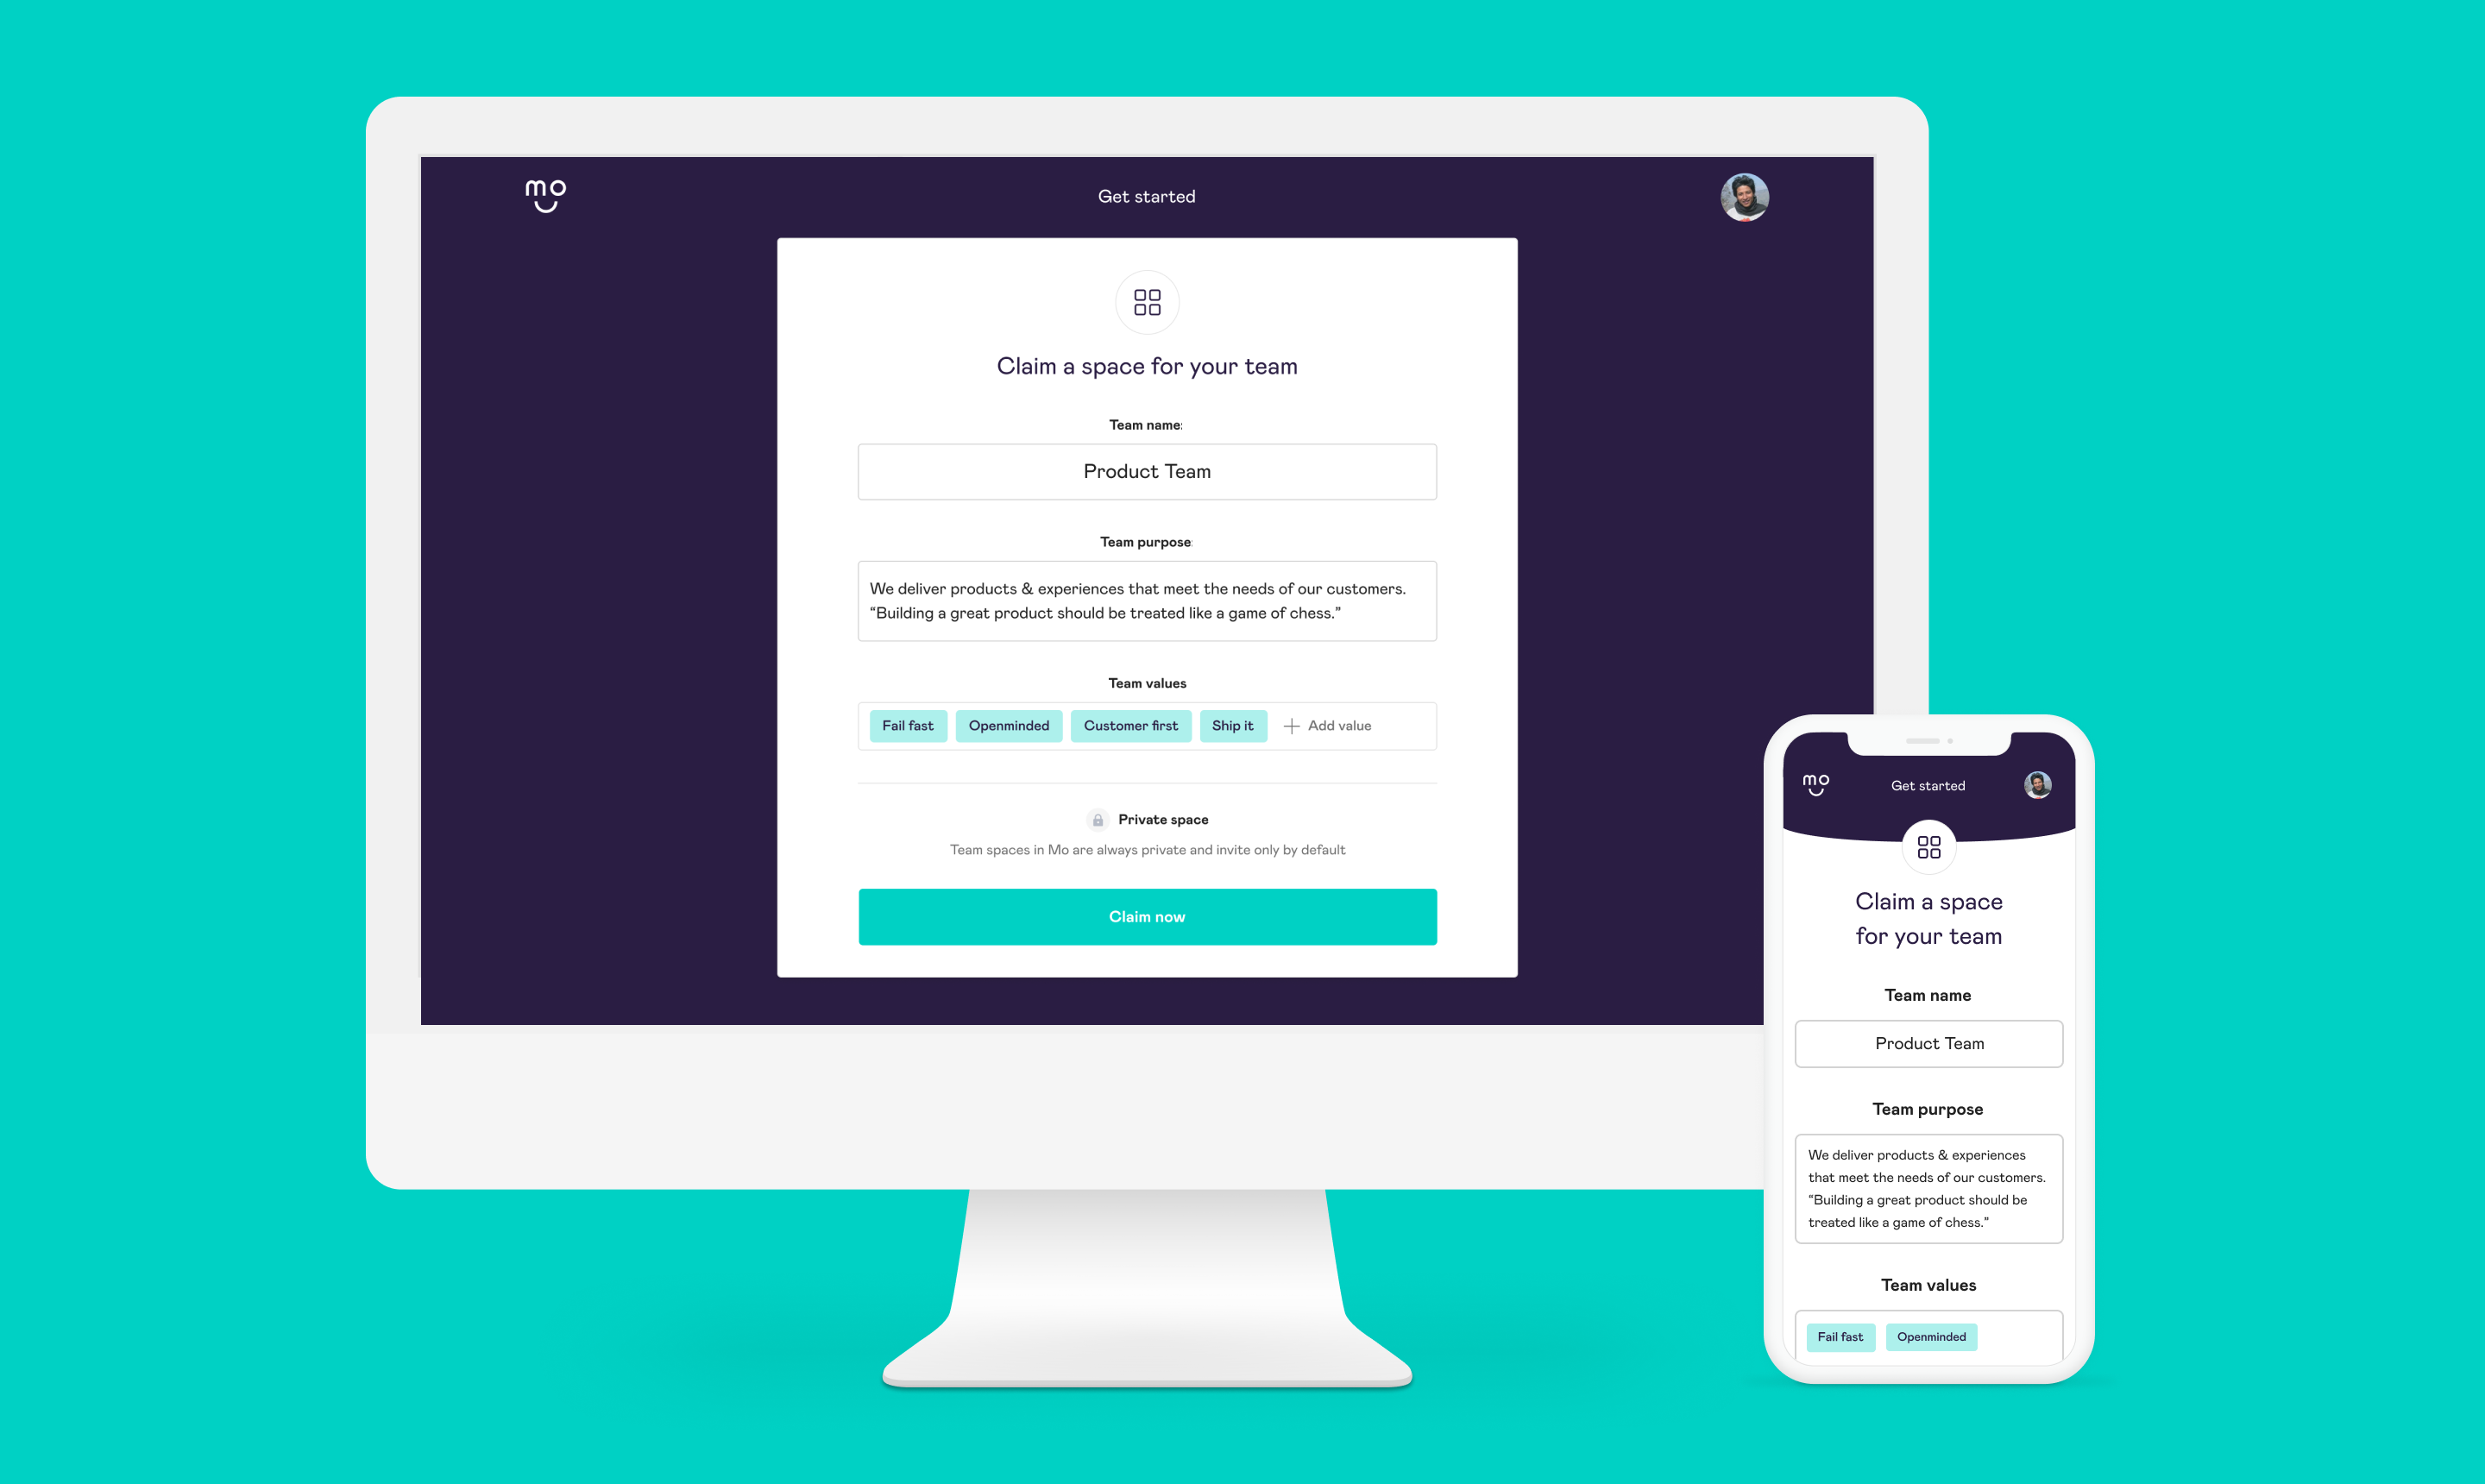 mo
Get started
Claim a space for your team
Team name:
Product Team
Team purpose:
We deliver products & experiences that meet the needs of our customers.
“Building a great product should be treated like a game of chess.”
Team values
Fail fast Openminded Customer first Ship it + Add value
Private space
Team spaces in Mo are always private and invite only by default
Claim now
mo
Get started
Claim a space
for your team
Team name
Product Team
Team purpose
We deliver products & experiences
that meet the needs of our customers.
“Building a great product should be
treated like a game of chess.”
Team values
Fail fast Openminded